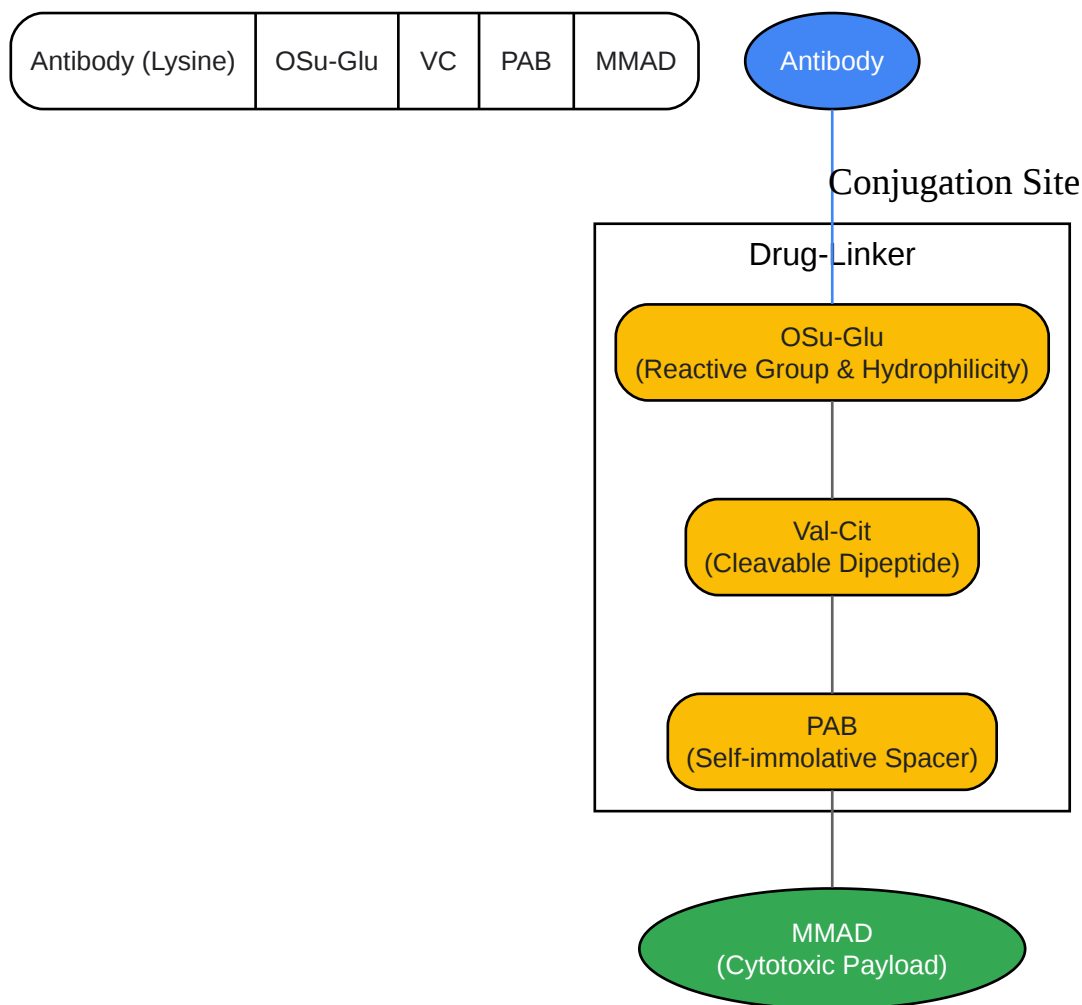 Antibody (Lysine) OSu-Glu VC PAB MMAD
Antibody
Conjugation Site
Drug-Linker
OSu-Glu
(Reactive Group & Hydrophilicity)
Val-Cit
(Cleavable Dipeptide)
PAB
(Self-immolative Spacer)
MMAD
(Cytotoxic Payload)